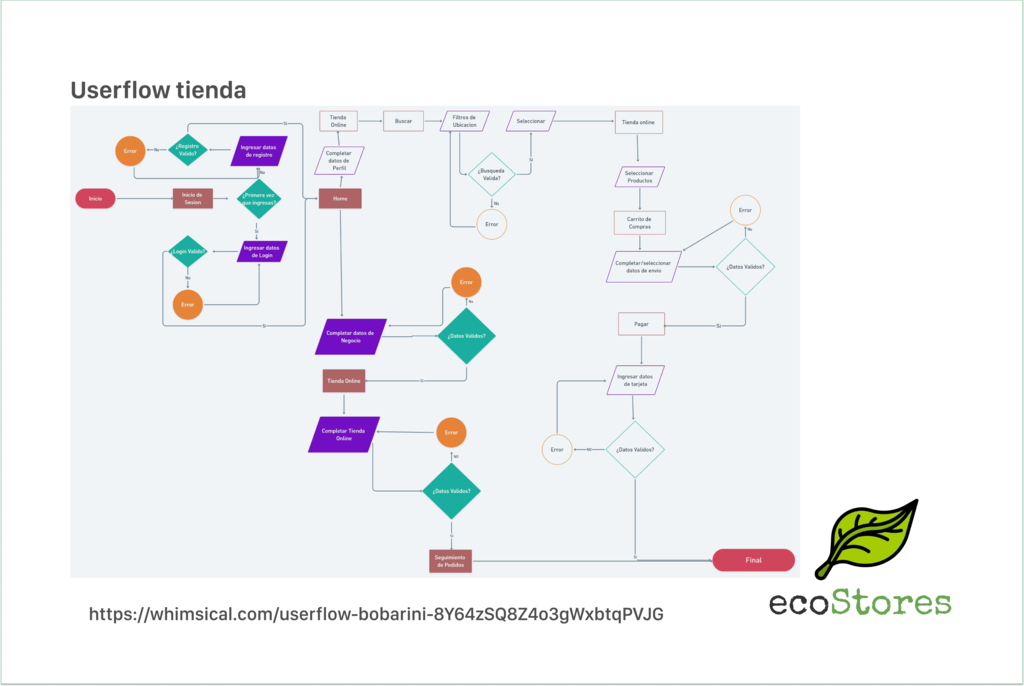 Userflow tienda
Inicio
Inicio de
Sesion
¿Primera vez
que ingresas?
No
Ingresar datos
de registro
¿Registro
Valido?
No
Error
Si
Si
Ingresar datos
de Login
¿Login Valido?
No
Error
Si
Home
Completar
datos de
Perfil
Tienda
Online
Buscar
Filtros de
Ubicacion
¿Busqueda
Valida?
No
Error
Si
Seleccionar
Tienda online
Seleccionar
Productos
Carrito de
Compras
Completar/seleccionar
datos de envio
¿Datos Validos?
No
Error
Si
Pagar
Ingresar datos
de tarjeta
¿Datos Validos?
NO
Error
Si
Completar datos de
Negocio
¿Datos Validos?
No
Error
Si
Tienda Online
Completar Tienda
Online
¿Datos Validos?
NO
Error
Si
Seguimiento
de Pedidos
Final
ecoStores
https://whimsical.com/userflow-bobarini-8Y64zSQ8Z4o3gWxbtqPVJG